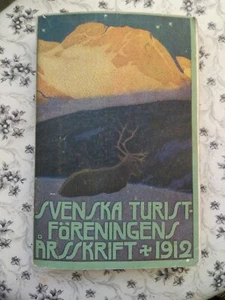 SVENSKA TURIST-
FÖRENINGENS
ÅRSSKRIFT + 1912